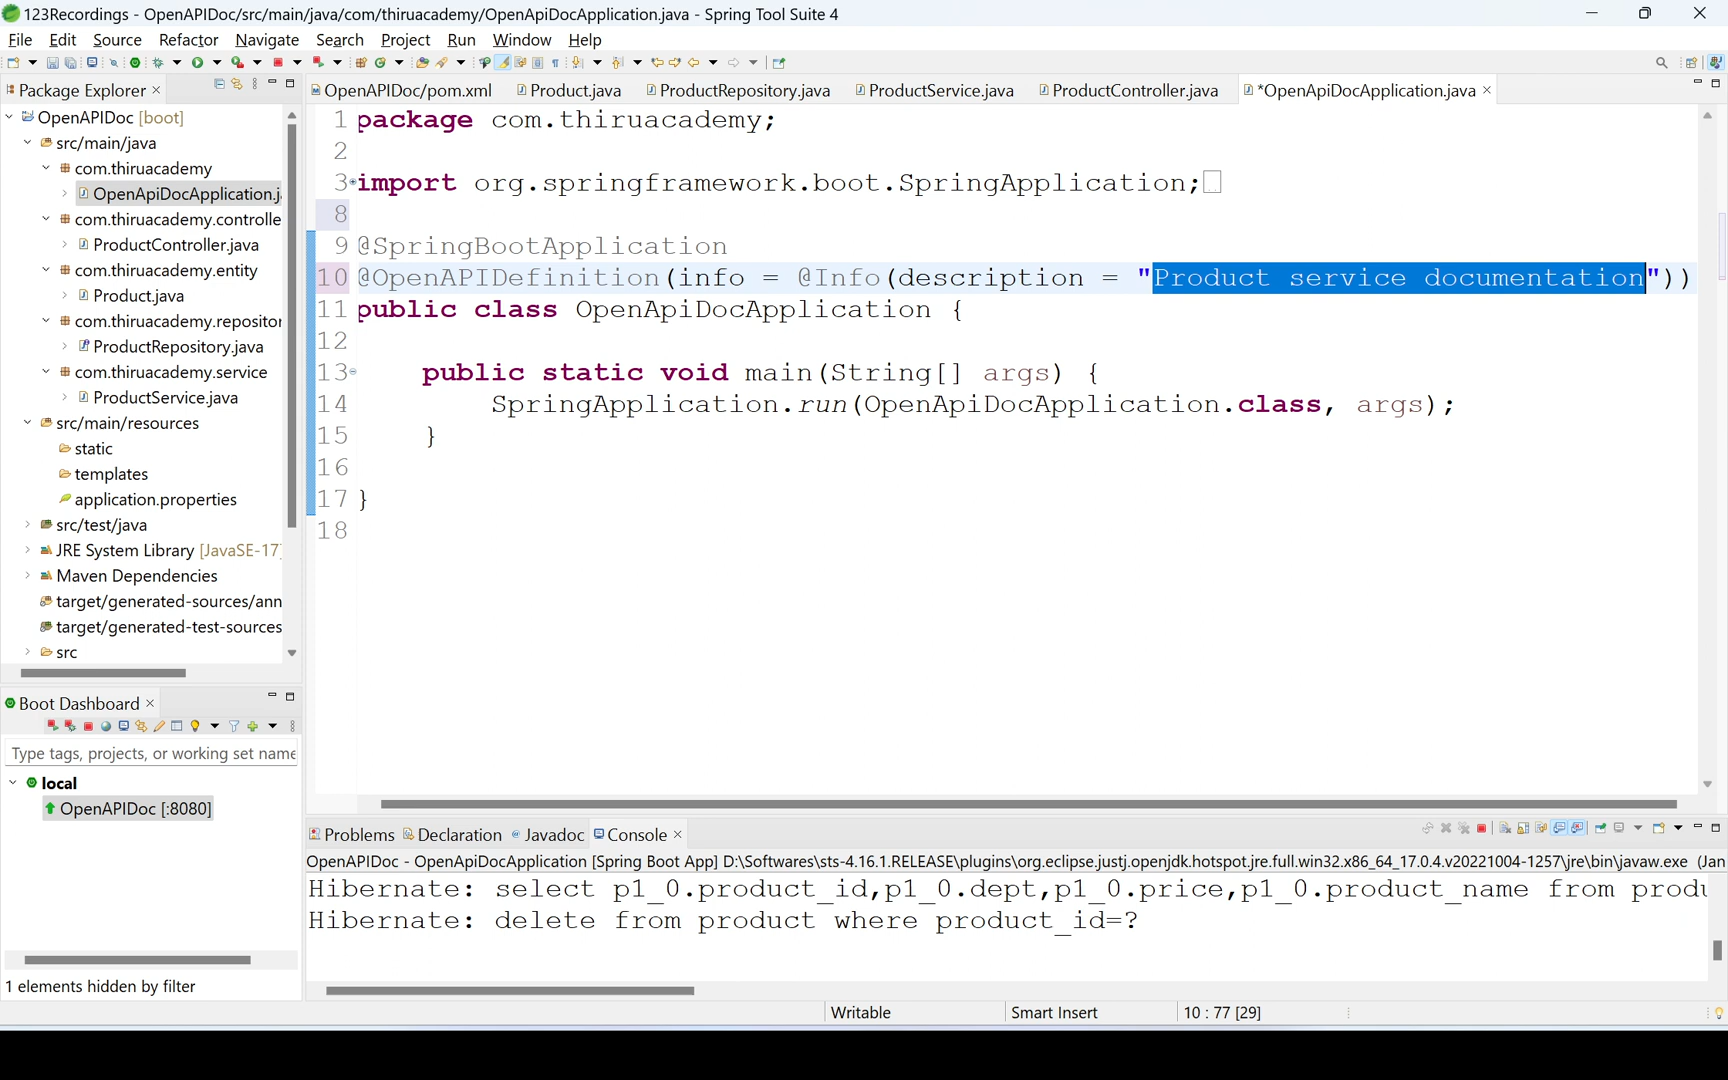 123Recordings - OpenAPIDoc/src/main/java/com/thiruacademy/OpenApiDocApplication.java - Spring Tool Suite 4
File Edit Source Refactor Navigate Search Project Run Window Help
Package Explorer
OpenAPIDoc/pom.xml Product.java ProductRepository.java ProductService.java ProductController.java *OpenApiDocApplication.java
OpenAPIDoc [boot]
src/main/java
com.thiruacademy
OpenApiDocApplication.j
com.thiruacademy.controlle
ProductController.java
com.thiruacademy.entity
Product.java
com.thiruacademy.repositor
ProductRepository.java
com.thiruacademy.service
ProductService.java
src/main/resources
static
templates
application.properties
src/test/java
JRE System Library [JavaSE-17]
Maven Dependencies
target/generated-sources/ann
target/generated-test-sources
src
1 package com.thiruacademy;
2
3 import org.springframework.boot.SpringApplication;
8
9 @SpringBootApplication
10 @OpenAPIDefinition(info = @Info(description = "Product service documentation"))
11 public class OpenApiDocApplication {
12
13 public static void main(String[] args) {
14 SpringApplication.run(OpenApiDocApplication.class, args);
15 }
16
17 }
18
Boot Dashboard
Type tags, projects, or working set name
local
OpenAPIDoc [:8080]
1 elements hidden by filter
Problems Declaration Javadoc Console
OpenAPIDoc - OpenApiDocApplication [Spring Boot App] D:\Softwares\sts-4.16.1.RELEASE\plugins\org.eclipse.justj.openjdk.hotspot.jre.full.win32.x86_64_17.0.4.v20221004-1257\jre\bin\javaw.exe (Jan
Hibernate: select p1_0.product_id,p1_0.dept,p1_0.price,p1_0.product_name from produ
Hibernate: delete from product where product_id=?
Writable Smart Insert 10 : 77 [29]